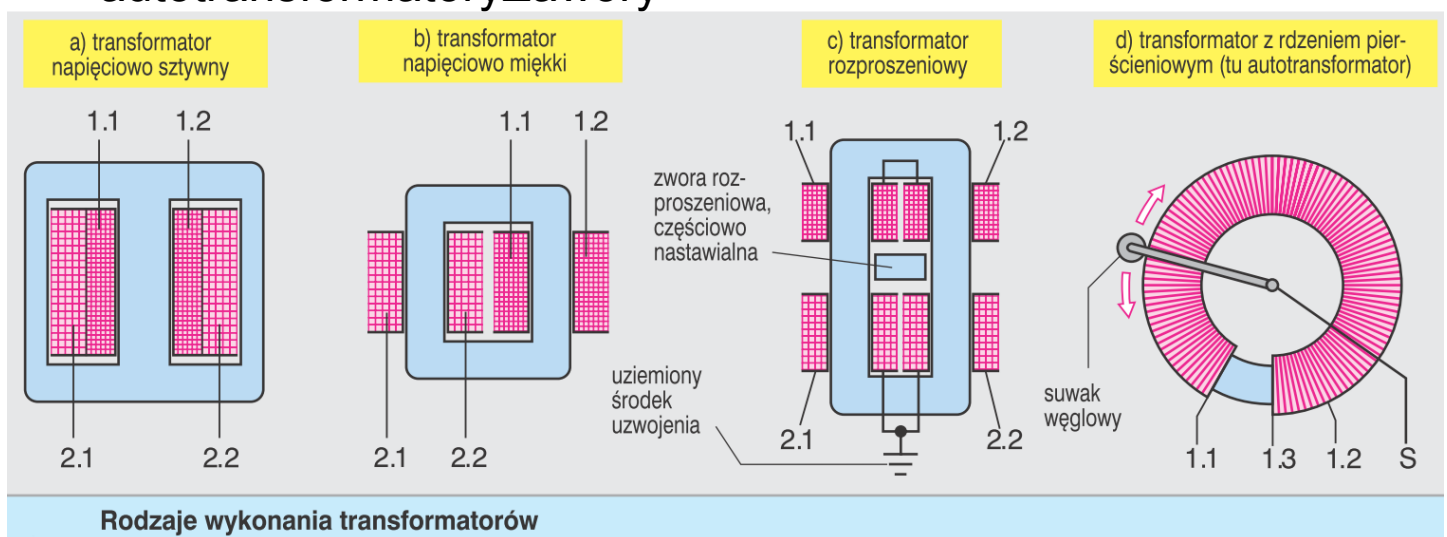 autotransformatoryZawory
a) transformator
napięciowo sztywny
b) transformator
napięciowo miękki
c) transformator
rozproszeniowy
d) transformator z rdzeniem pier-
ścieniowym (tu autotransformator)
1.1 1.2
2.1 2.2
1.1 1.2
2.1 2.2
1.1 1.2
zwora roz-
proszeniowa,
częściowo
nastawialna
uziemiony
środek
uzwojenia
2.1 2.2
suwak
węglowy
1.1 1.3 1.2 S
Rodzaje wykonania transformatorów